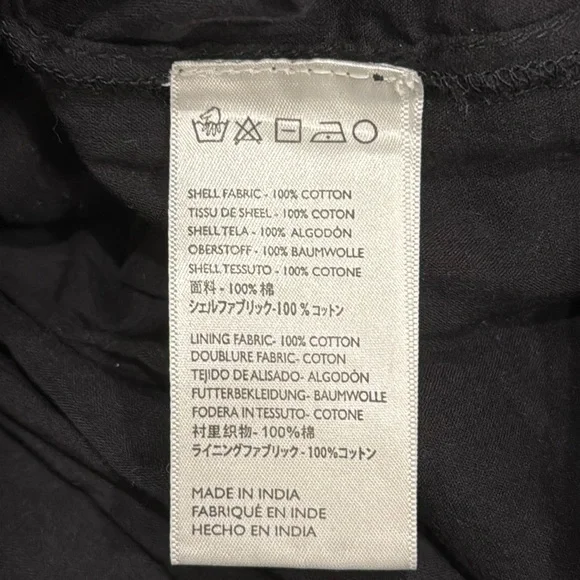 SHELL FABRIC - 100% COTTON
TISSU DE SHEEL - 100% COTON
SHELL TELA - 100% ALGODÓN
OBERSTOFF - 100% BAUMWOLLE
SHELL TESSUTO - 100% COTONE
面料 - 100% 棉
シェルファブリック-100%コットン
LINING FABRIC- 100% COTTON
DOUBLURE FABRIC- COTON
TEJIDO DE ALISADO- ALGODÓN
FUTTERBEKLEIDUNG- BAUMWOLLE
FODERA IN TESSUTO- COTONE
村里织物-100%棉
ライニングファブリック-100%コットン
MADE IN INDIA
FABRIQUÉ EN INDE
HECHO EN INDIA